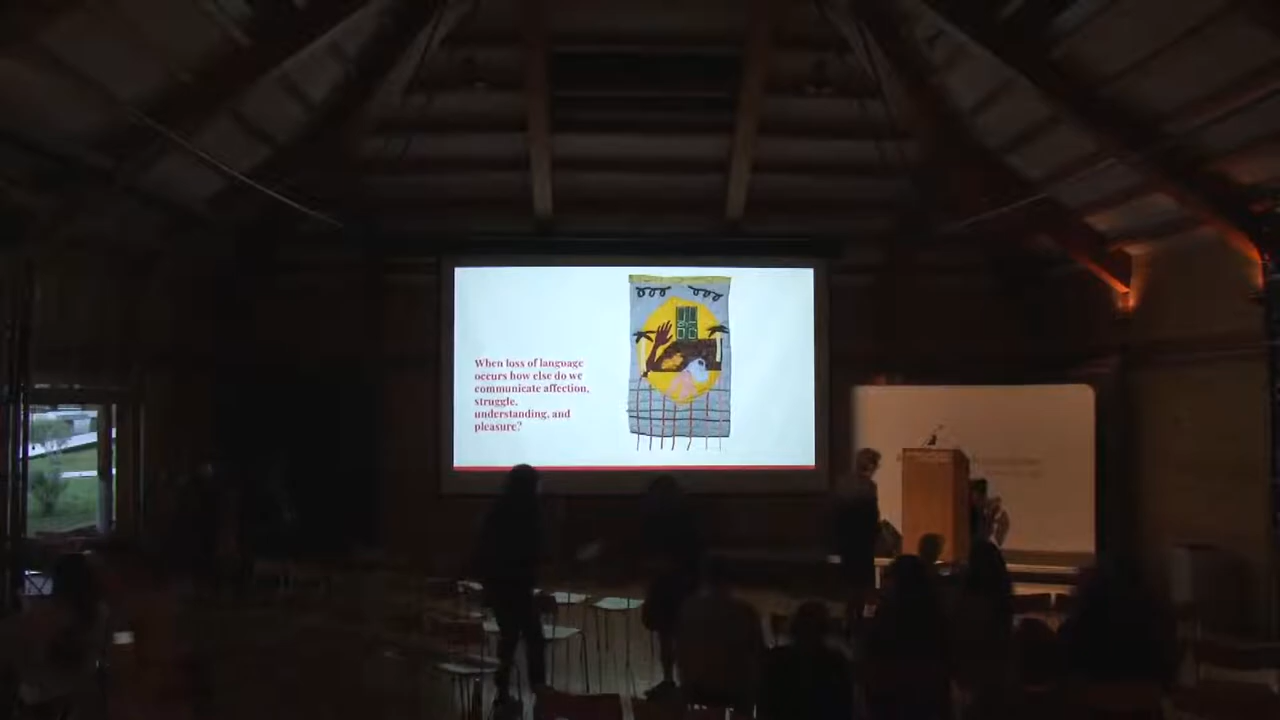 When loss of language
occurs how else do we
communicate affection,
struggle,
understanding, and
pleasure?